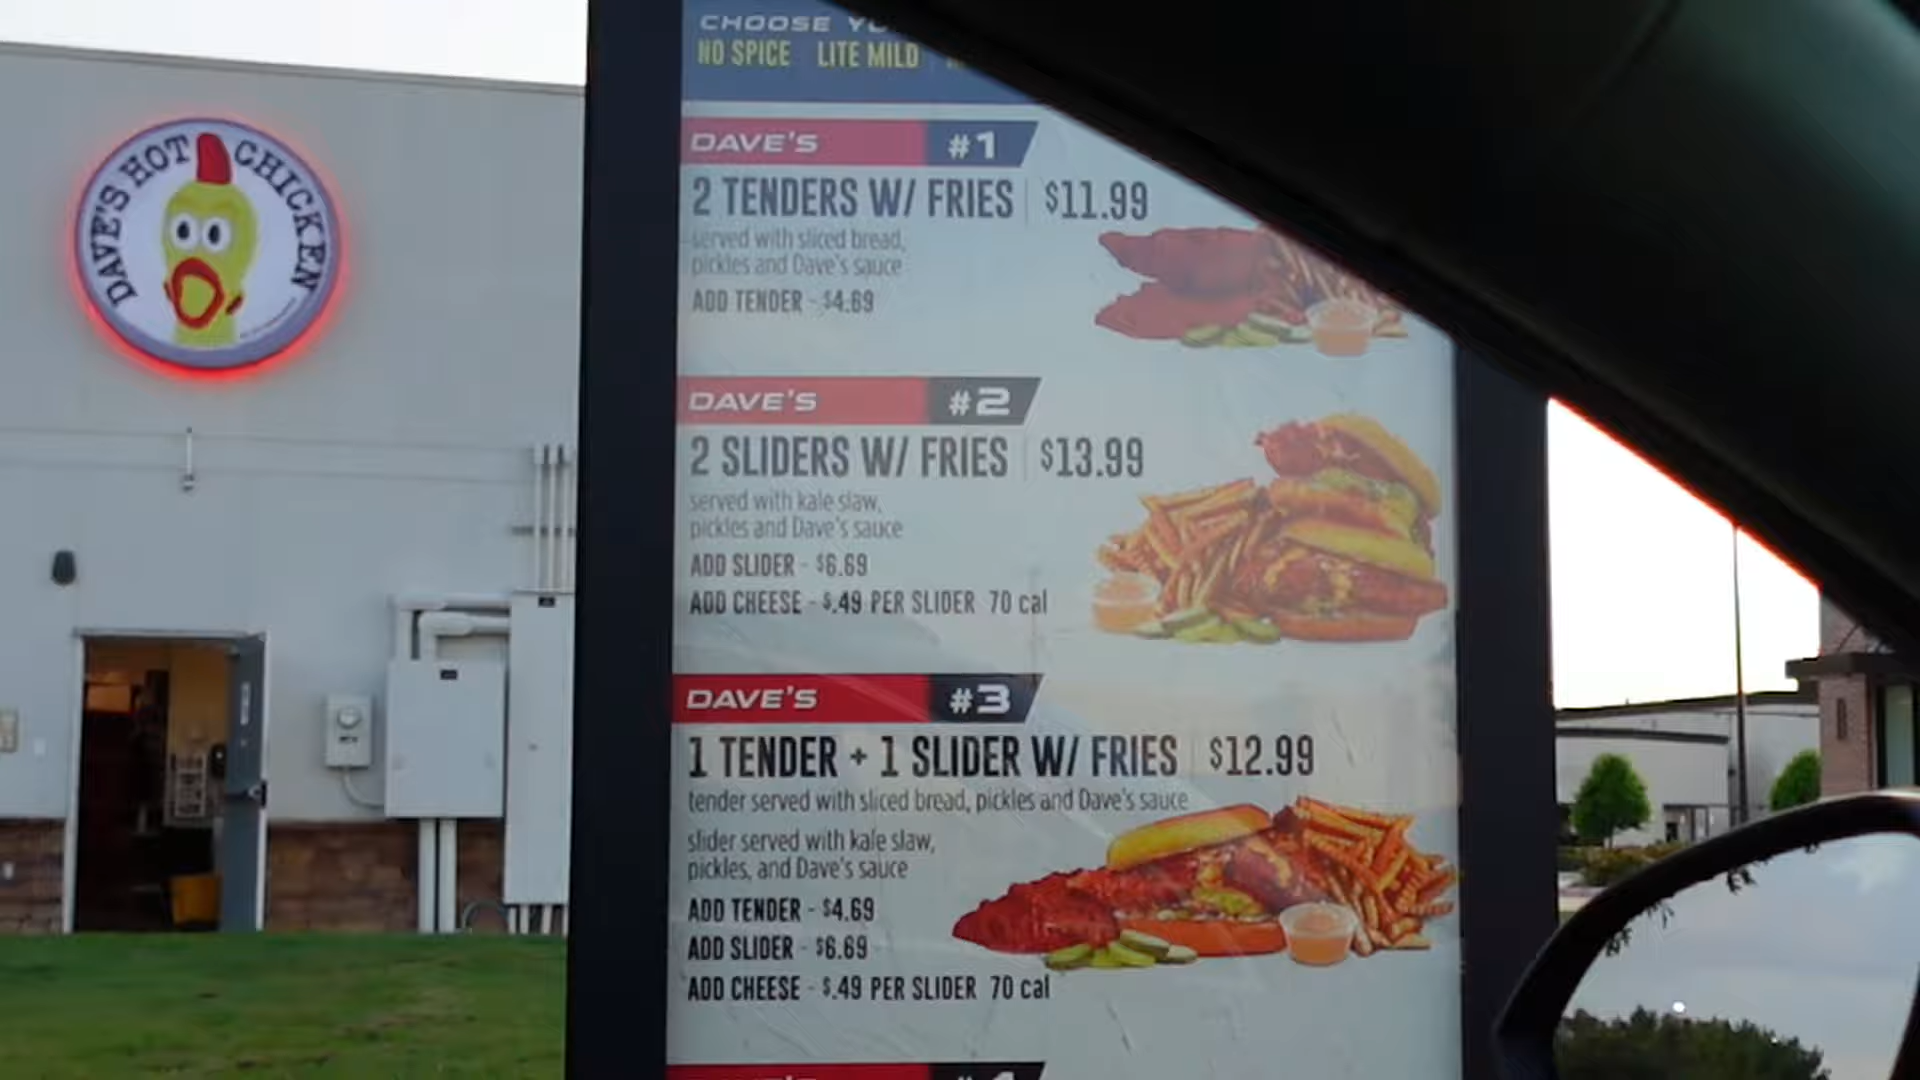 DAVE'S HOT CHICKEN
CHOOSE
NO SPICE LITE MILD
DAVE'S #1
2 TENDERS W/ FRIES | $11.99
served with sliced bread,
pickles and Dave's sauce
ADD TENDER - $4.69
DAVE'S #2
2 SLIDERS W/ FRIES | $13.99
served with kale slaw,
pickles and Dave's sauce
ADD SLIDER - $6.69
ADD CHEESE - $.49 PER SLIDER 70 cal
DAVE'S #3
1 TENDER + 1 SLIDER W/ FRIES | $12.99
tender served with sliced bread, pickles and Dave's sauce
slider served with kale slaw,
pickles, and Dave's sauce
ADD TENDER - $4.69
ADD SLIDER - $6.69
ADD CHEESE - $.49 PER SLIDER 70 cal